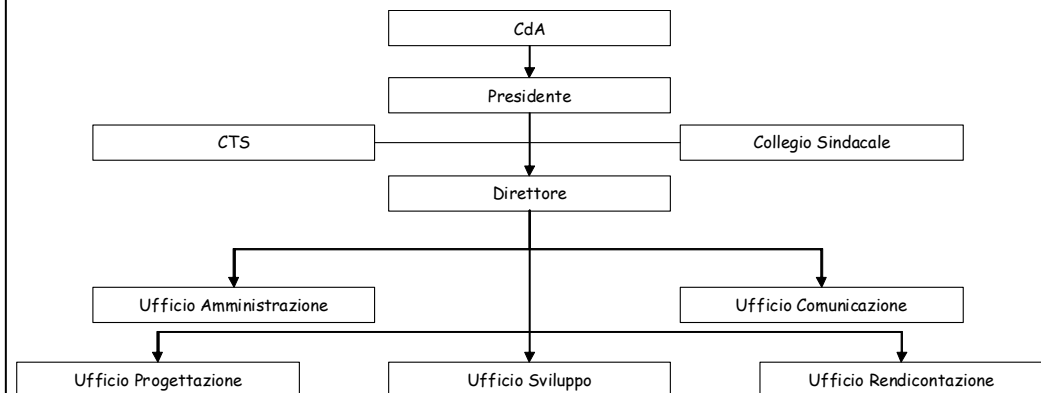 CdA
Presidente
CTS
Collegio Sindacale
Direttore
Ufficio Amministrazione
Ufficio Comunicazione
Ufficio Progettazione
Ufficio Sviluppo
Ufficio Rendicontazione